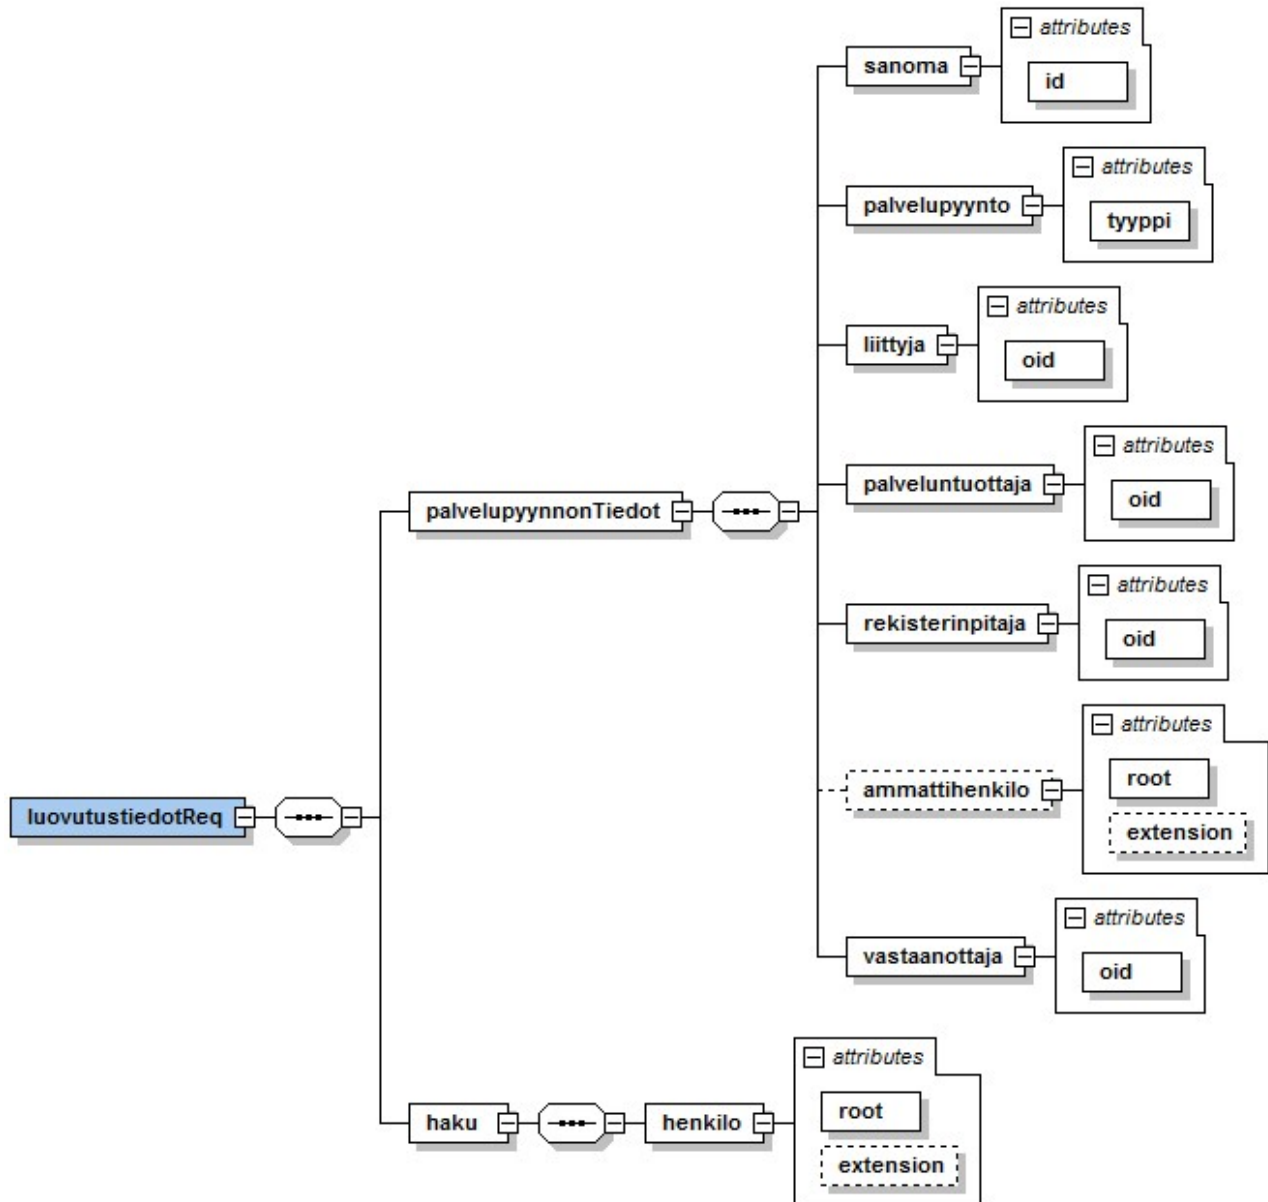 attributes
sanoma
id
attributes
palvelupyynto
tyyppi
attributes
liittyja
oid
attributes
palveluntuottaja
oid
palvelupyynnonTiedot
attributes
rekisterinpitaja
oid
attributes
ammattihenkilo
root
extension
luovutustiedotReq
attributes
vastaanottaja
oid
attributes
haku
henkilo
root
extension